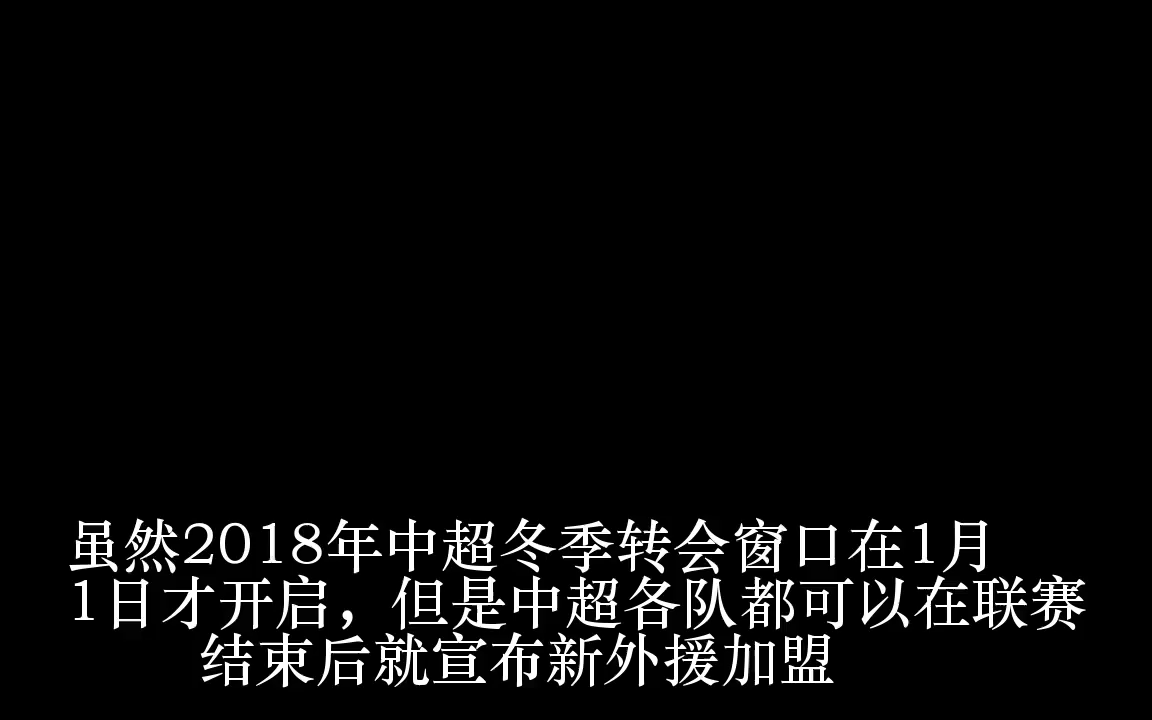 虽然2018年中超冬季转会窗口在1月
1日才开启，但是中超各队都可以在联赛
结束后就宣布新外援加盟